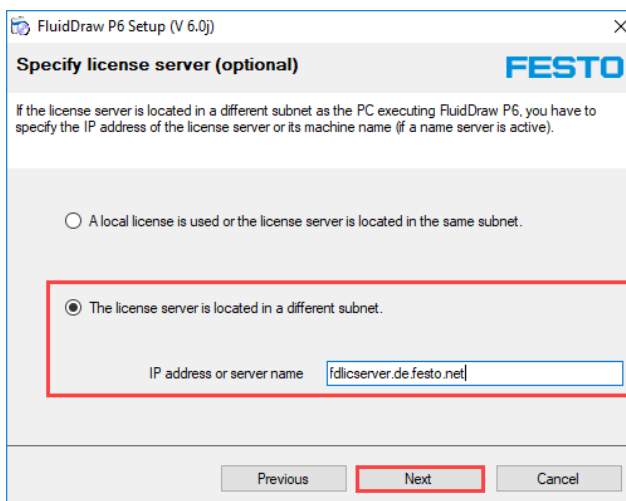 FluidDraw P6 Setup (V 6.0j)
Specify license server (optional)
FESTO
If the license server is located in a different subnet as the PC executing FluidDraw P6, you have to
specify the IP address of the license server or its machine name (if a name server is active).
A local license is used or the license server is located in the same subnet.
The license server is located in a different subnet.
IP address or server name
fdlicserver.de.festo.net
Previous
Next
Cancel